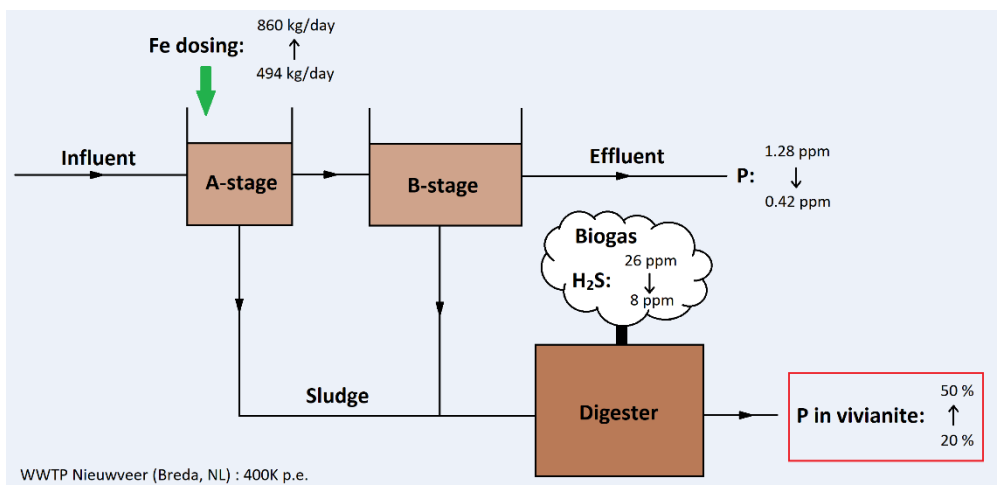 860 kg/day
Fe dosing:
494 kg/day
Influent
A-stage
B-stage
Effluent
P:
1.28 ppm
0.42 ppm
Biogas
26 ppm
H₂S:
8 ppm
Sludge
Digester
50 %
P in vivianite:
20 %
WWTP Nieuwveer (Breda, NL) : 400K p.e.